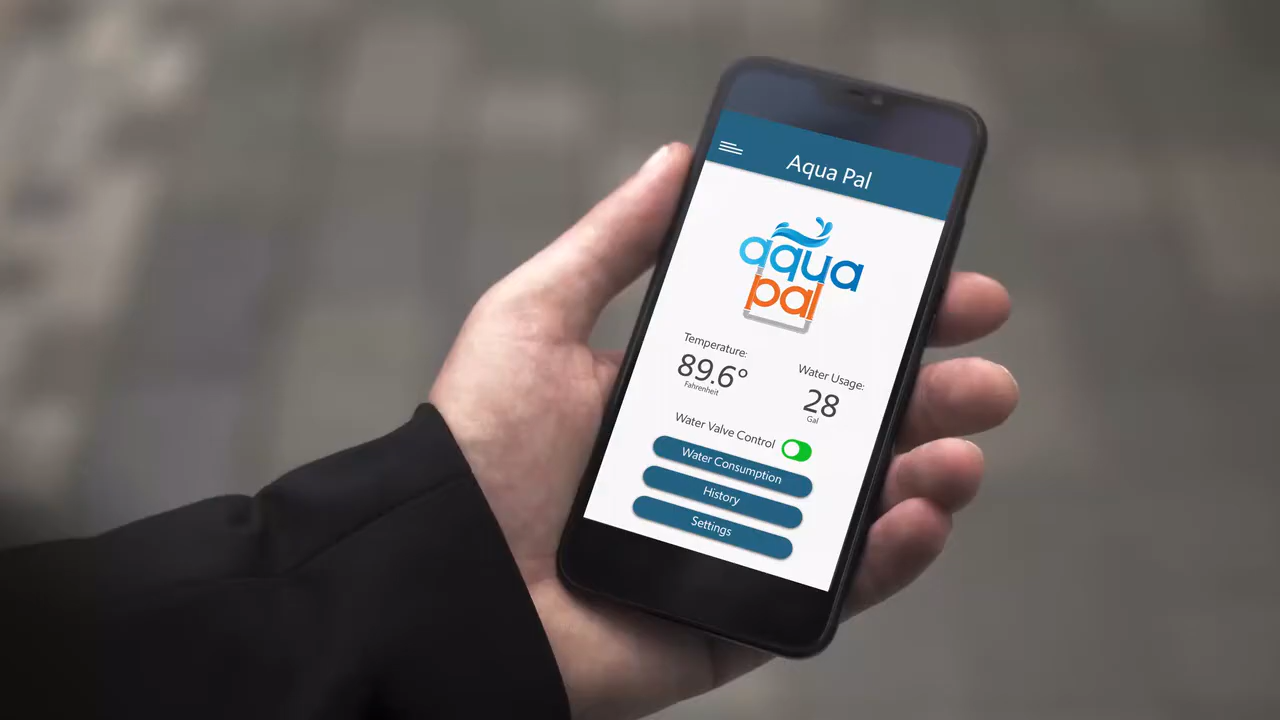 Aqua Pal
aqua
pal
Temperature:
89.6°
Fahrenheit
Water Usage:
28
Gal
Water Valve Control
Water Consumption
History
Settings